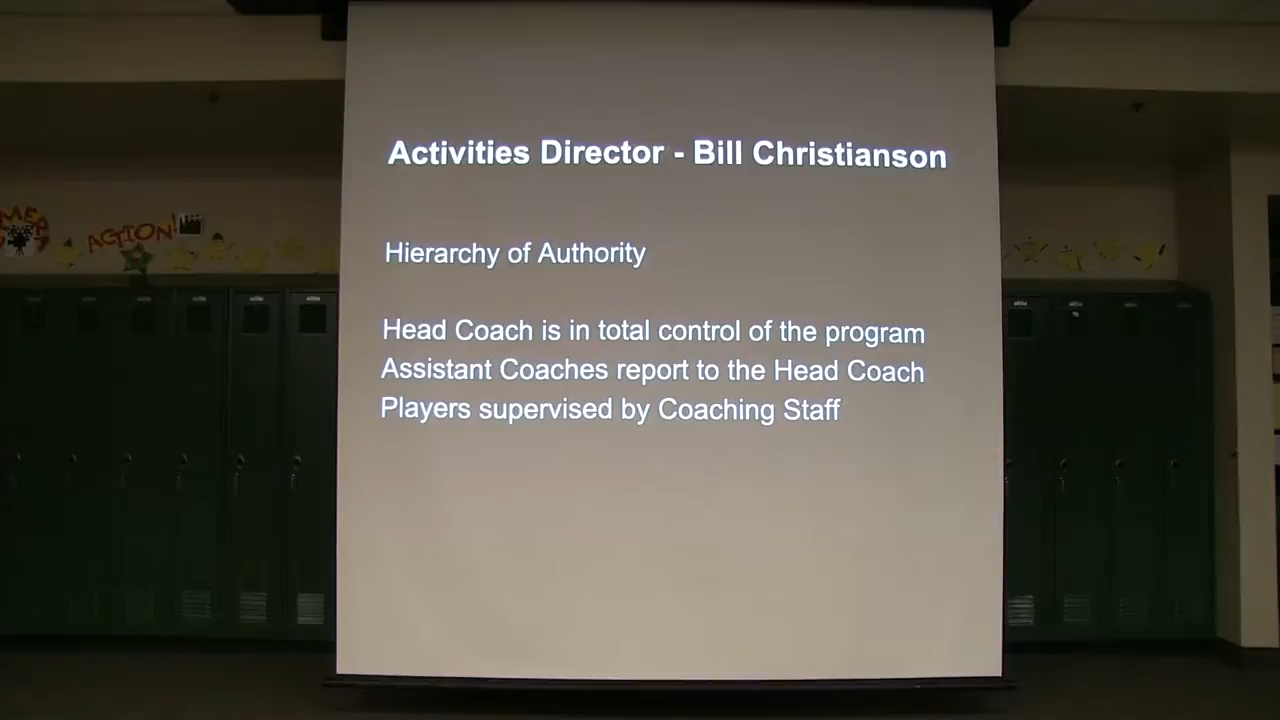 Activities Director - Bill Christianson
Hierarchy of Authority
Head Coach is in total control of the program
Assistant Coaches report to the Head Coach
Players supervised by Coaching Staff
ACTION!